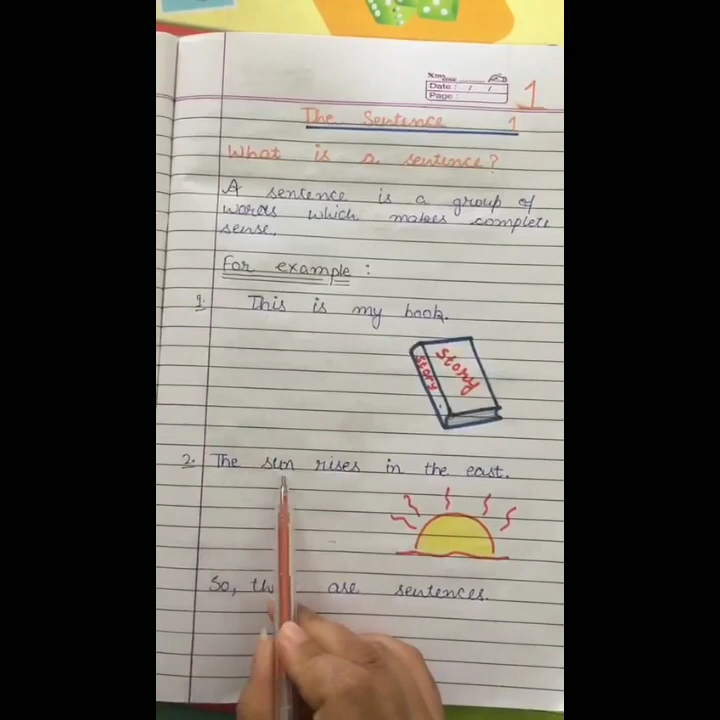 Date : / /
Page :
1
The Sentence 1
What is a sentence?
A sentence is a group of
words which makes complete
sense.
For example :
1. This is my book.
Story
Story
2. The sun rises in the east.
So, are sentences.